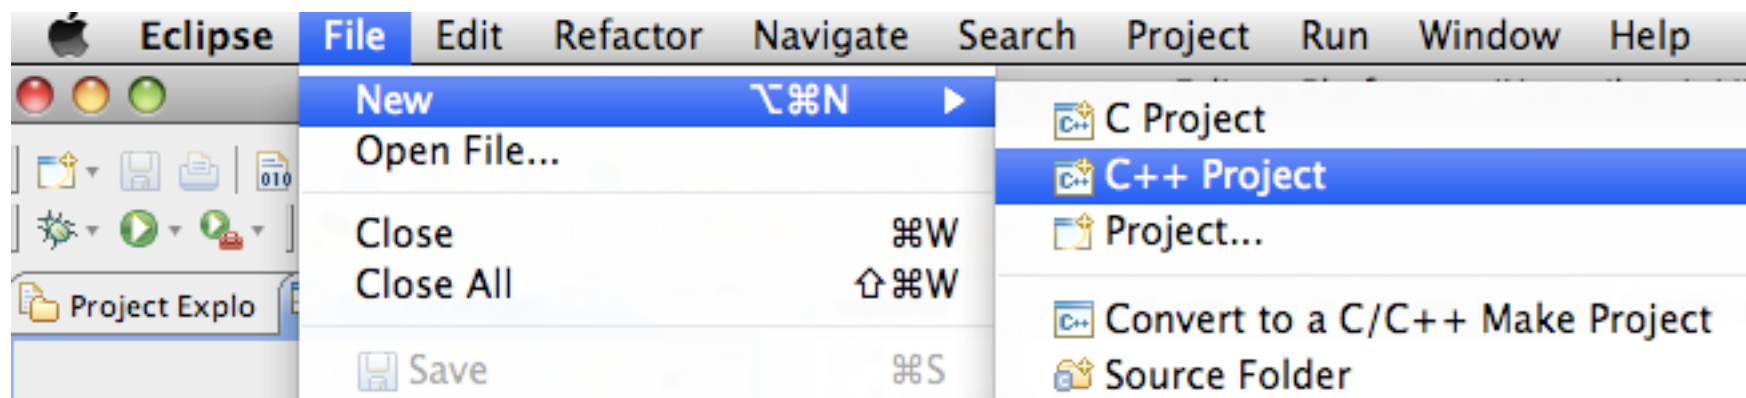 Eclipse File Edit Refactor Navigate Search Project Run Window Help
New ⌥⌘N
Open File...
Close ⌘W
Close All ⇧⌘W
Save ⌘S
C Project
C++ Project
Project...
Convert to a C/C++ Make Project
Source Folder
010
Project Explo